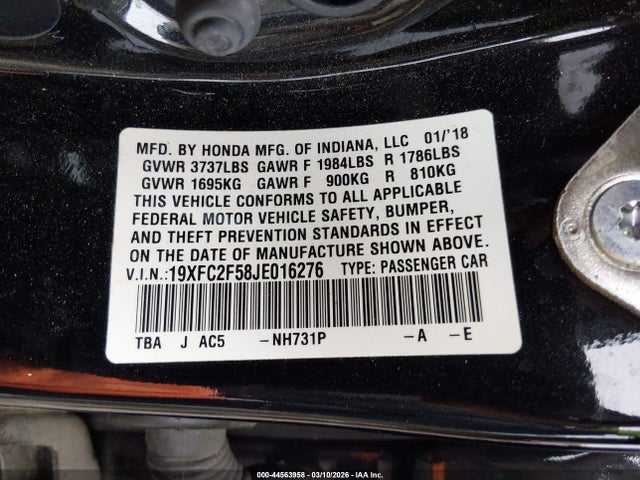 MFD. BY HONDA MFG. OF INDIANA, LLC 01/'18
GVWR 3737LBS GAWR F 1984LBS R 1786LBS
GVWR 1695KG GAWR F 900KG R 810KG
THIS VEHICLE CONFORMS TO ALL APPLICABLE
FEDERAL MOTOR VEHICLE SAFETY, BUMPER,
AND THEFT PREVENTION STANDARDS IN EFFECT
ON THE DATE OF MANUFACTURE SHOWN ABOVE.
V.I.N.:19XFC2F58JE016276 TYPE: PASSENGER CAR
TBA J AC5 -NH731P -A -E
000-44563958 - 03/10/2026 - IAA Inc.